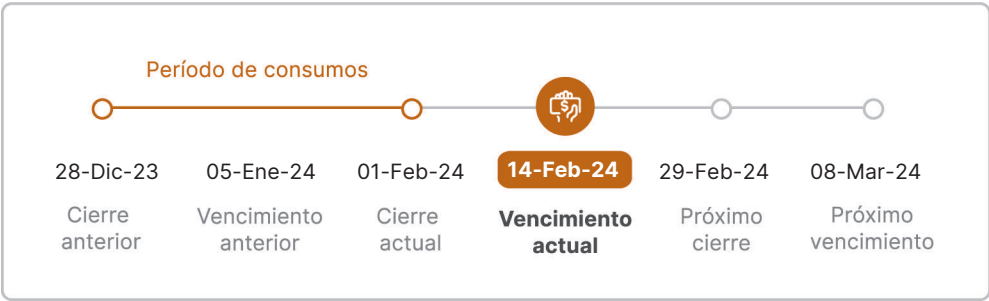 Período de consumos
28-Dic-23 05-Ene-24 01-Feb-24 14-Feb-24 29-Feb-24 08-Mar-24
Cierre anterior
Vencimiento anterior
Cierre actual
Vencimiento actual
Próximo cierre
Próximo vencimiento